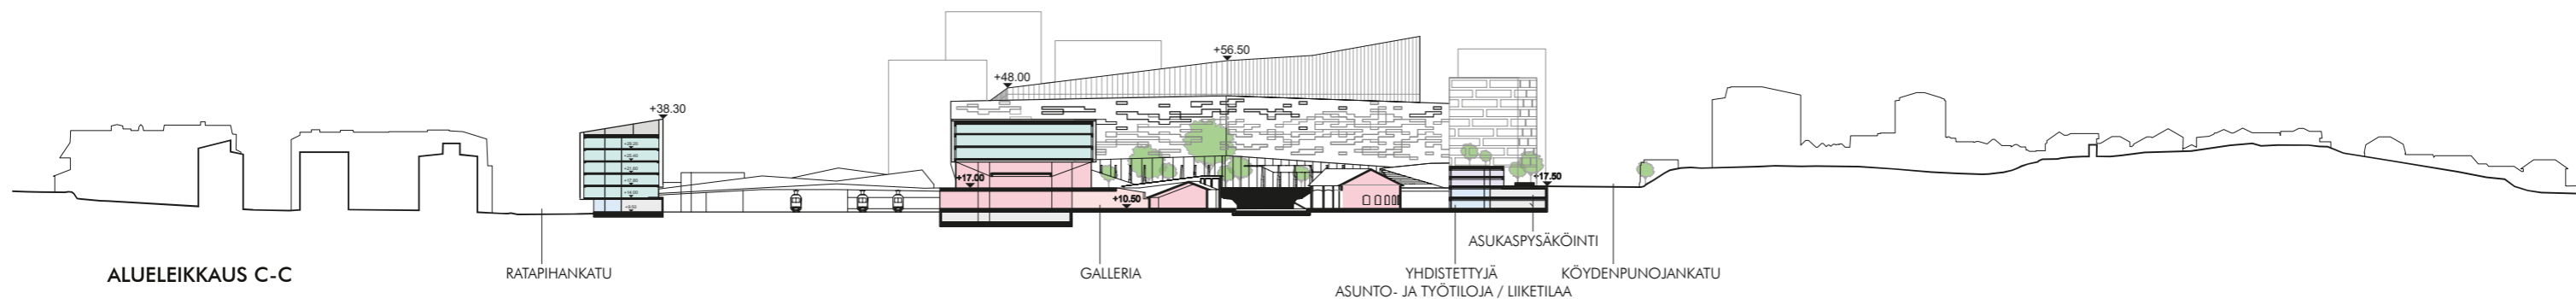 +56.50
+48.00
+38.30
+17.00
+17.50
+10.50
ASUKASPYSÄKÖINTI
ALUELEIKKAUS C-C
RATAPIHANKATU
GALLERIA
YHDISTETTYJÄ
KÖYDENPUNOJANKATU
ASUNTO- JA TYÖTILOJA / LIIKETILAA